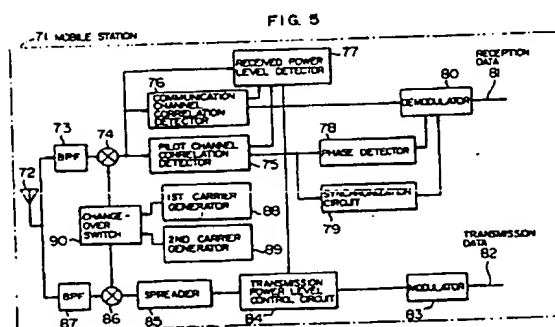 FIG. 5
71 MOBILE STATION
77
RECEIVED POWER
LEVEL DETECTOR
76
COMMUNICATION
CHANNEL
CORRELATION
DETECTOR
80
DEMODULATOR
RECEPTION
DATA
81
73
BPF
74
PILOT CHANNEL
CORRELATION
DETECTOR
75
78
PHASE DETECTOR
72
SYNCHRONISATION
CIRCUIT
79
CHANGE-
OVER
SWITCH
90
1ST CARRIER
GENERATOR
88
2ND CARRIER
GENERATOR
89
TRANSMISSION
DATA
82
BPF
87
86
SPREADER
85
TRANSMISSION
POWER LEVEL
CONTROL CIRCUIT
84
MODULATOR
83